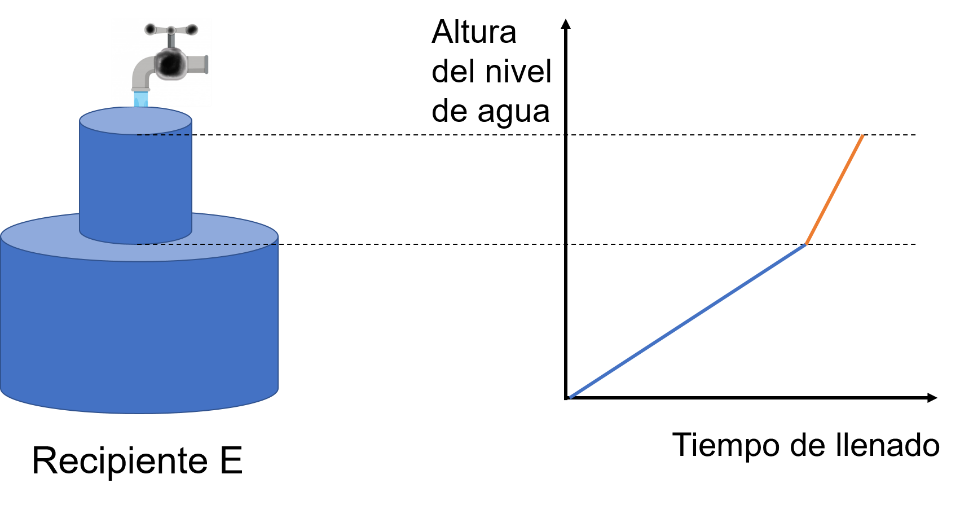 Altura
del nivel
de agua
Tiempo de llenado
Recipiente E